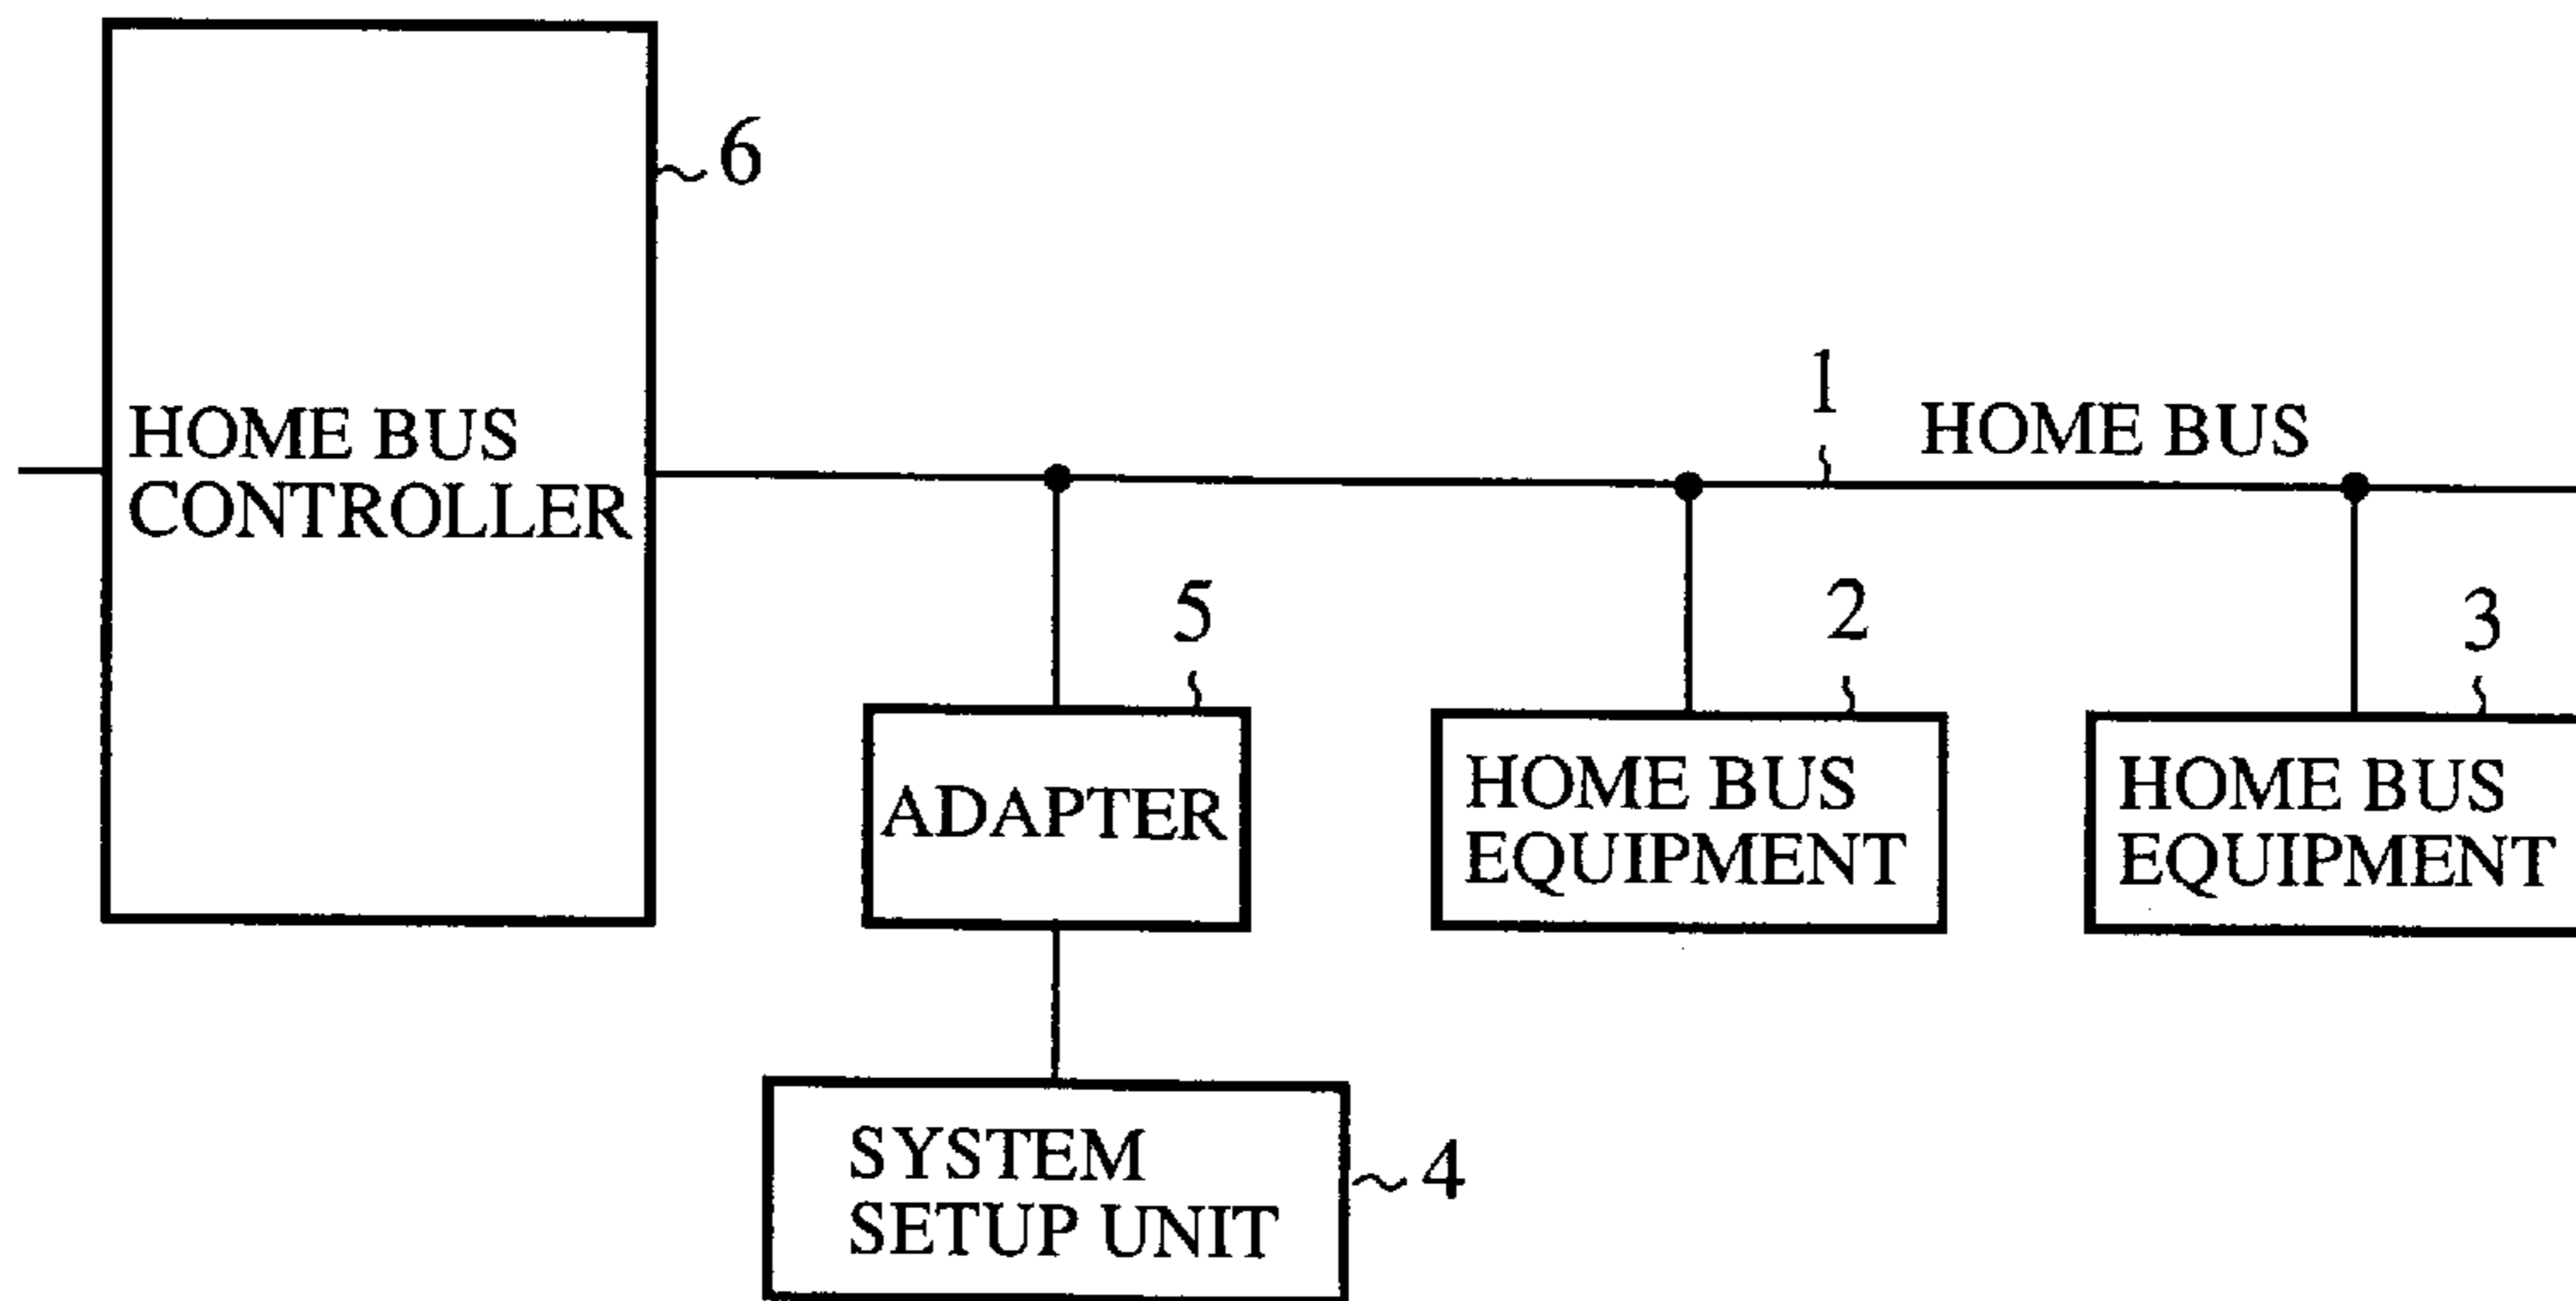 6
HOME BUS
CONTROLLER
1
HOME BUS
5
2
3
ADAPTER
HOME BUS
EQUIPMENT
HOME BUS
EQUIPMENT
SYSTEM
SETUP UNIT
4